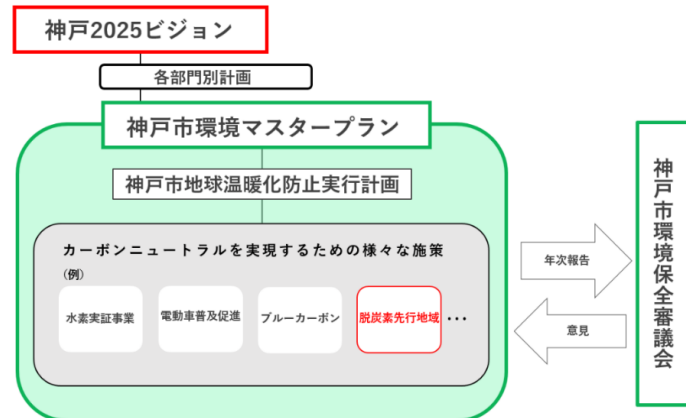 神戸2025ビジョン
各部門別計画
神戸市環境マスタープラン
神戸市地球温暖化防止実行計画
カーボンニュートラルを実現するための様々な施策
(例)
水素実証事業
電動車普及促進
ブルーカーボン
脱炭素先行地域
･･･
年次報告
意見
神戸市環境保全審議会